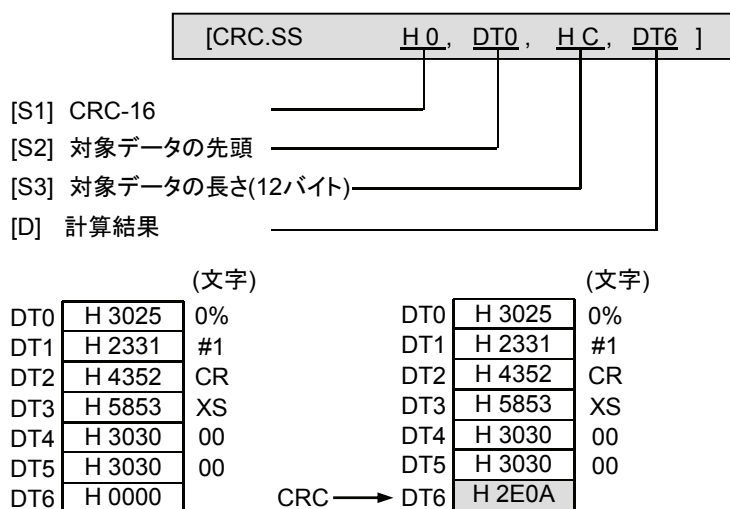 [CRC.SS H 0 , DT0 , H C , DT6 ]
[S1] CRC-16
[S2] 対象データの先頭
[S3] 対象データの長さ(12バイト)
[D] 計算結果
(文字) (文字)
DT0 H 3025 0% DT0 H 3025 0%
DT1 H 2331 #1 DT1 H 2331 #1
DT2 H 4352 CR DT2 H 4352 CR
DT3 H 5853 XS DT3 H 5853 XS
DT4 H 3030 00 DT4 H 3030 00
DT5 H 3030 00 DT5 H 3030 00
DT6 H 0000 CRC DT6 H 2E0A